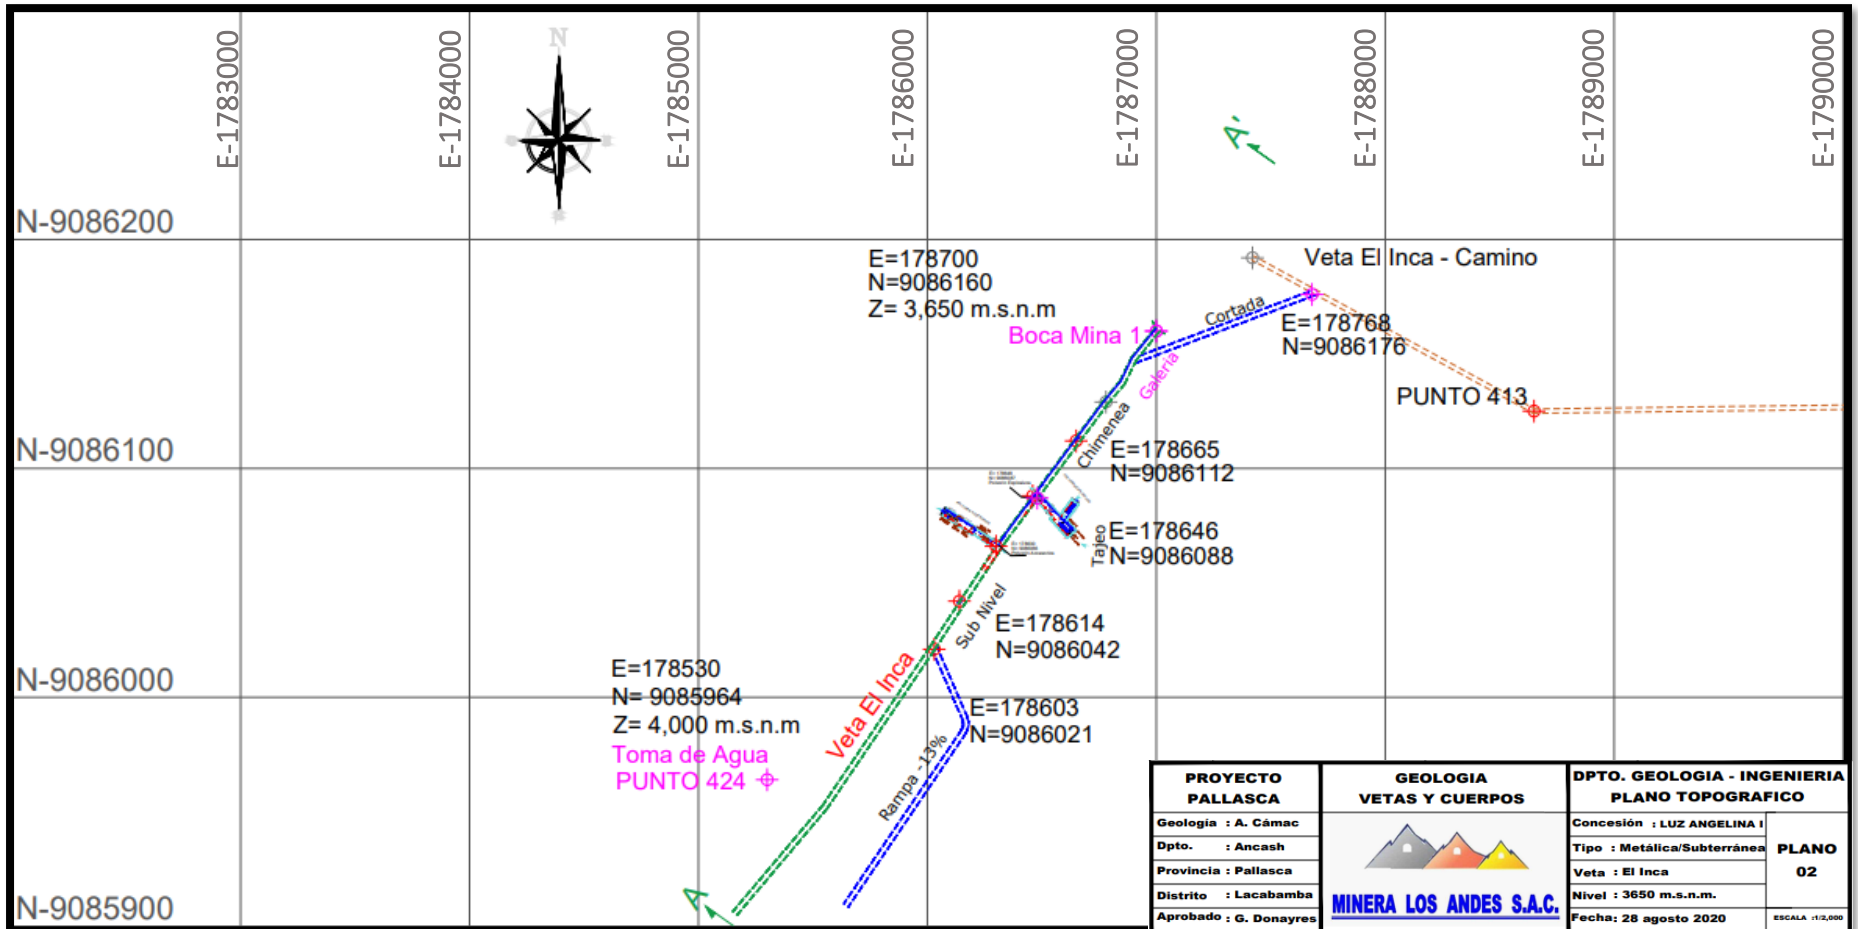 E-1783000
E-1784000
E-1785000
E-1786000
E-1787000
E-1788000
E-1789000
E-1790000
N
A'
N-9086200
E=178700
N=9086160
Z= 3,650 m.s.n.m
Boca Mina 1
Veta El Inca - Camino
Cortada
E=178768
N=9086176
Galeria
PUNTO 413
Chimenea
N-9086100
E=178665
N=9086112
Tajeo
E=178646
N=9086088
Sub Nivel
E=178614
N=9086042
N-9086000
E=178530
N= 9085964
Z= 4,000 m.s.n.m
Toma de Agua
PUNTO 424
Veta El Inca
E=178603
N=9086021
Rampa -13%
A
N-9085900
PROYECTO
PALLASCA
Geología : A. Cámac
Dpto. : Ancash
Provincia : Pallasca
Distrito : Lacabamba
Aprobado : G. Donayres
GEOLOGIA
VETAS Y CUERPOS
MINERA LOS ANDES S.A.C.
DPTO. GEOLOGIA - INGENIERIA
PLANO TOPOGRAFICO
Concesión : LUZ ANGELINA I
Tipo : Metálica/Subterránea
Veta : El Inca
Nivel : 3650 m.s.n.m.
Fecha: 28 agosto 2020
PLANO
02
ESCALA :1/2,000